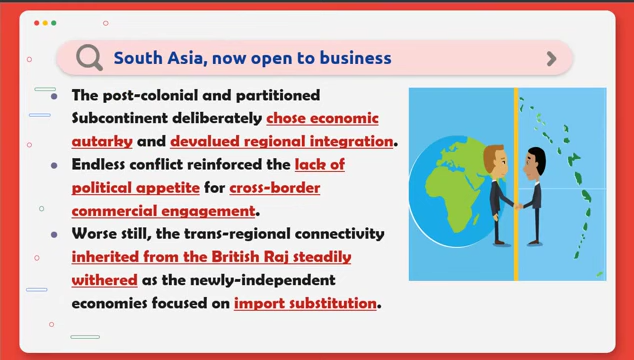 South Asia, now open to business
The post-colonial and partitioned
Subcontinent deliberately chose economic
autarky and devalued regional integration.
Endless conflict reinforced the lack of
political appetite for cross-border
commercial engagement.
Worse still, the trans-regional connectivity
inherited from the British Raj steadily
withered as the newly-independent
economies focused on import substitution.